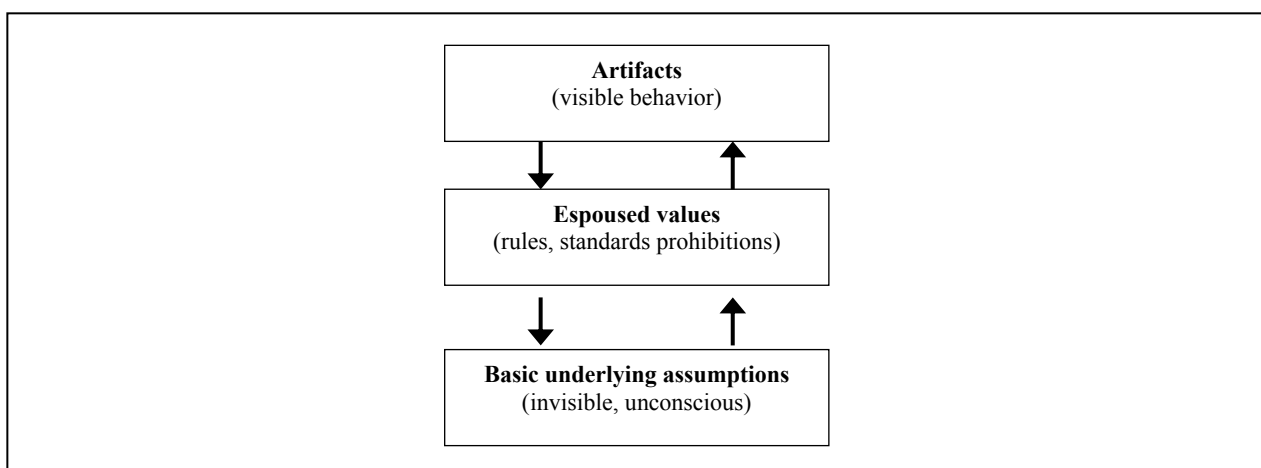 Artifacts
(visible behavior)
Espoused values
(rules, standards prohibitions)
Basic underlying assumptions
(invisible, unconscious)